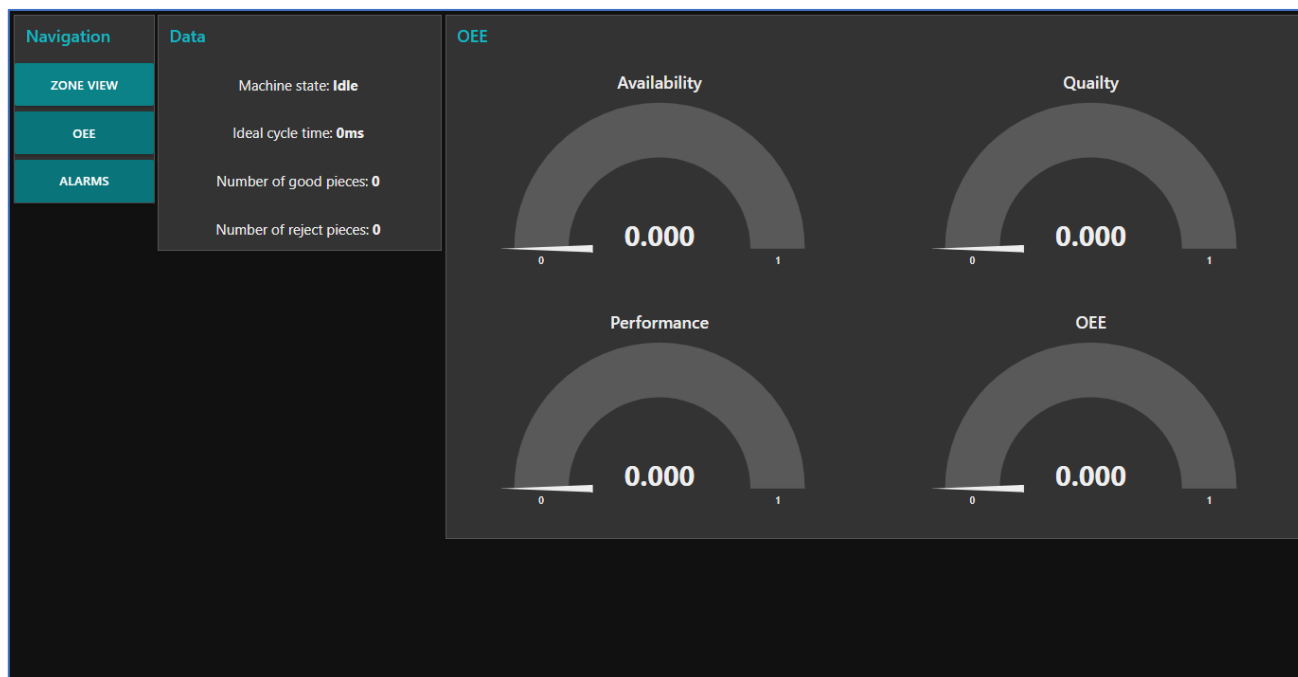 Navigation
ZONE VIEW
OEE
ALARMS
Data
Machine state: Idle
Ideal cycle time: 0ms
Number of good pieces: 0
Number of reject pieces: 0
OEE
Availability
0.000
0
1
Quailty
0.000
0
1
Performance
0.000
0
1
OEE
0.000
0
1